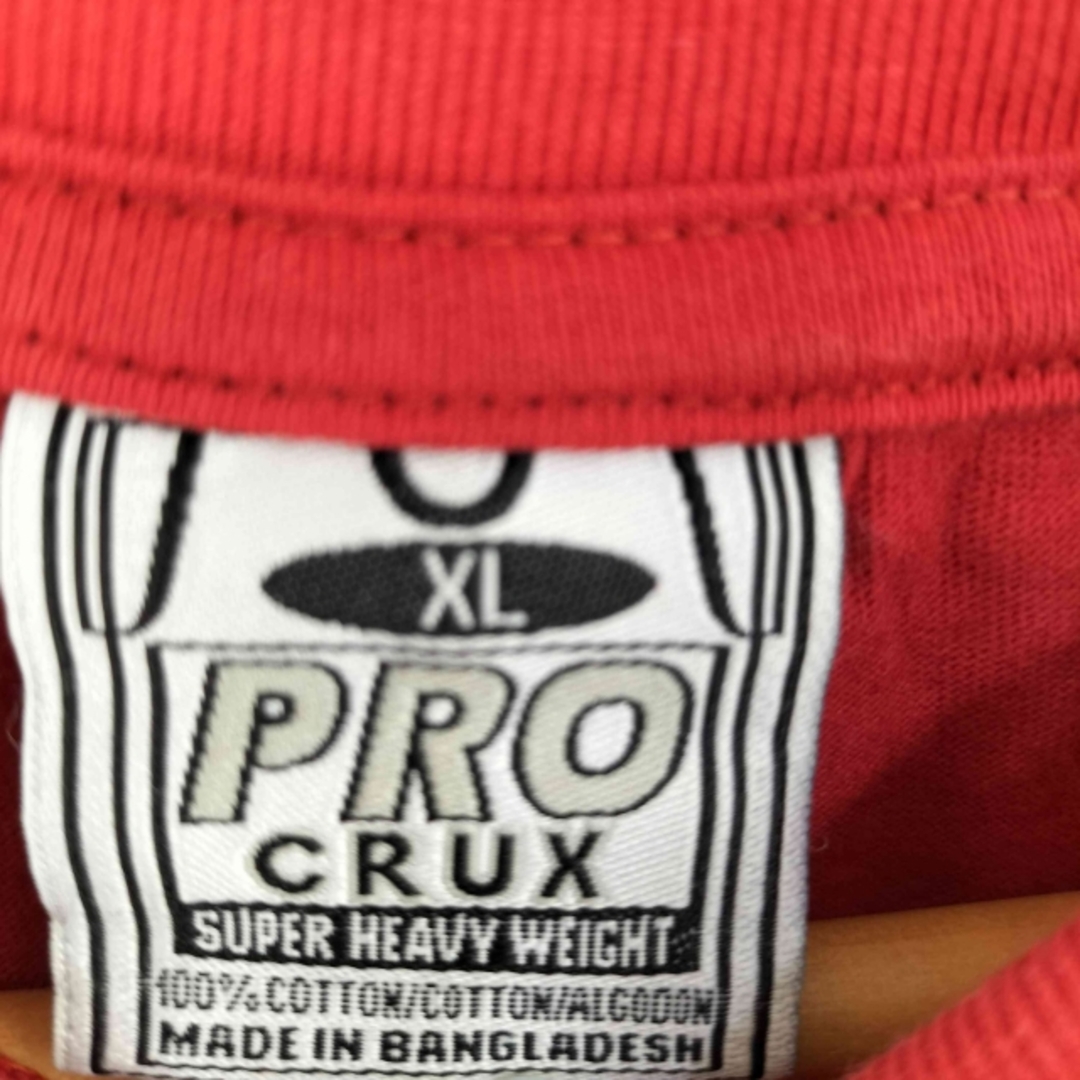 XL
PRO
CRUX
SUPER HEAVY WEIGHT
100% COTTON/COTTON/ALGODON
MADE IN BANGLADESH